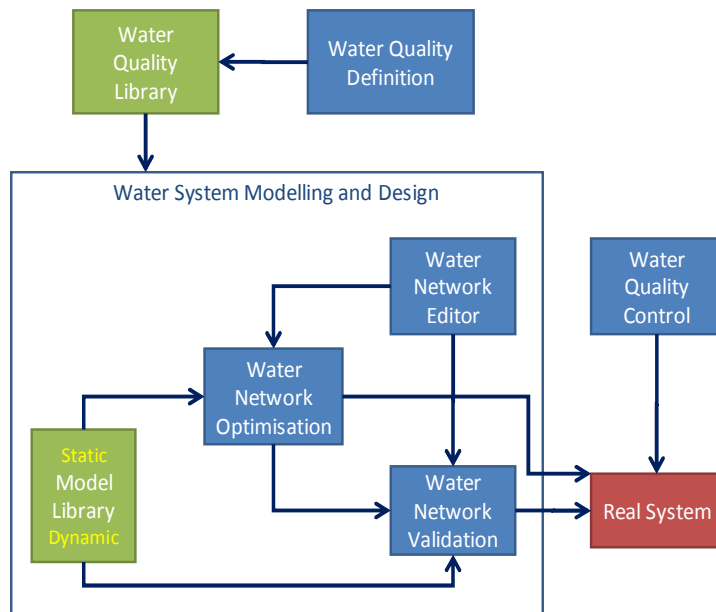 Water
Quality
Library
Water Quality
Definition
Water System Modelling and Design
Water
Network
Editor
Water
Quality
Control
Water
Network
Optimisation
Static
Model
Library
Dynamic
Water
Network
Validation
Real System